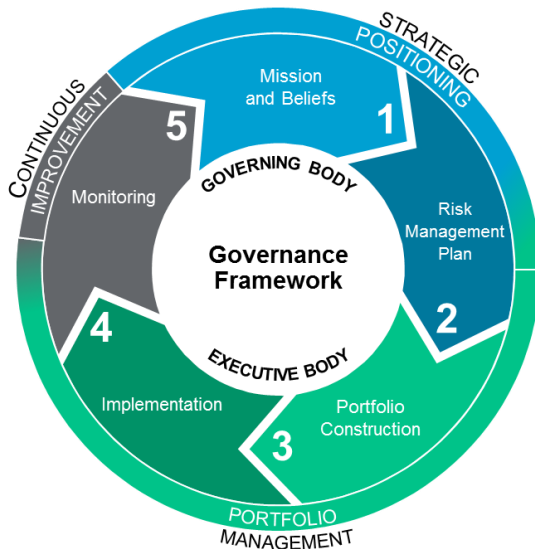 STRATEGIC
POSITIONING
CONTINUOUS
IMPROVEMENT
Mission
and Beliefs
1
GOVERNING BODY
Governance
Framework
EXECUTIVE BODY
Risk
Management
Plan
2
Portfolio
Construction
3
Implementation
4
Monitoring
5
PORTFOLIO
MANAGEMENT